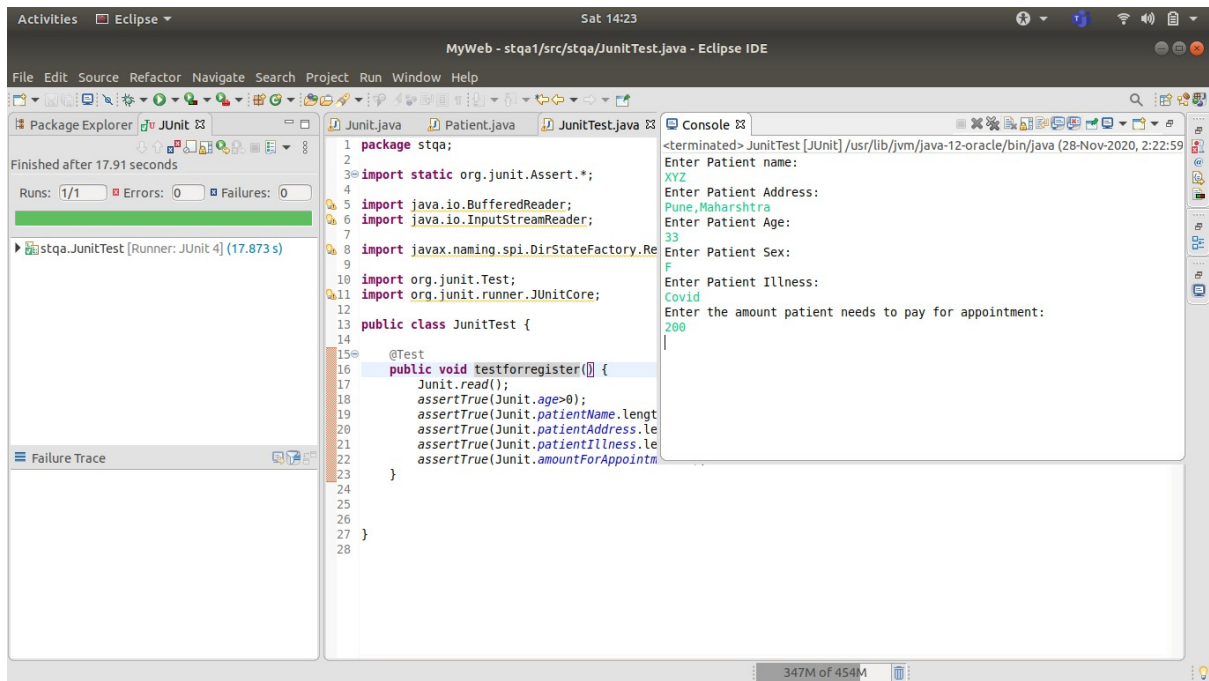 Activities Eclipse Sat 14:23
MyWeb - stqa1/src/stqa/JunitTest.java - Eclipse IDE
File Edit Source Refactor Navigate Search Project Run Window Help
Package Explorer JUnit
Finished after 17.91 seconds
Runs: 1/1 Errors: 0 Failures: 0
stqa.JunitTest [Runner: JUnit 4] (17.873 s)
Failure Trace
Junit.java Patient.java JunitTest.java
1 package stqa;
2
3 import static org.junit.Assert.*;
4
5 import java.io.BufferedReader;
6 import java.io.InputStreamReader;
7
8 import javax.naming.spi.DirStateFactory.Re
9
10 import org.junit.Test;
11 import org.junit.runner.JUnitCore;
12
13 public class JunitTest {
14
15 @Test
16 public void testforregister() {
17 Junit.read();
18 assertTrue(Junit.age>0);
19 assertTrue(Junit.patientName.lengt
20 assertTrue(Junit.patientAddress.le
21 assertTrue(Junit.patientIllness.le
22 assertTrue(Junit.amountForAppointm
23 }
24
25
26
27 }
28
Console
<terminated> JunitTest [JUnit] /usr/lib/jvm/java-12-oracle/bin/java (28-Nov-2020, 2:22:59
Enter Patient name:
XYZ
Enter Patient Address:
Pune,Maharshtra
Enter Patient Age:
33
Enter Patient Sex:
F
Enter Patient Illness:
Covid
Enter the amount patient needs to pay for appointment:
200
347M of 454M